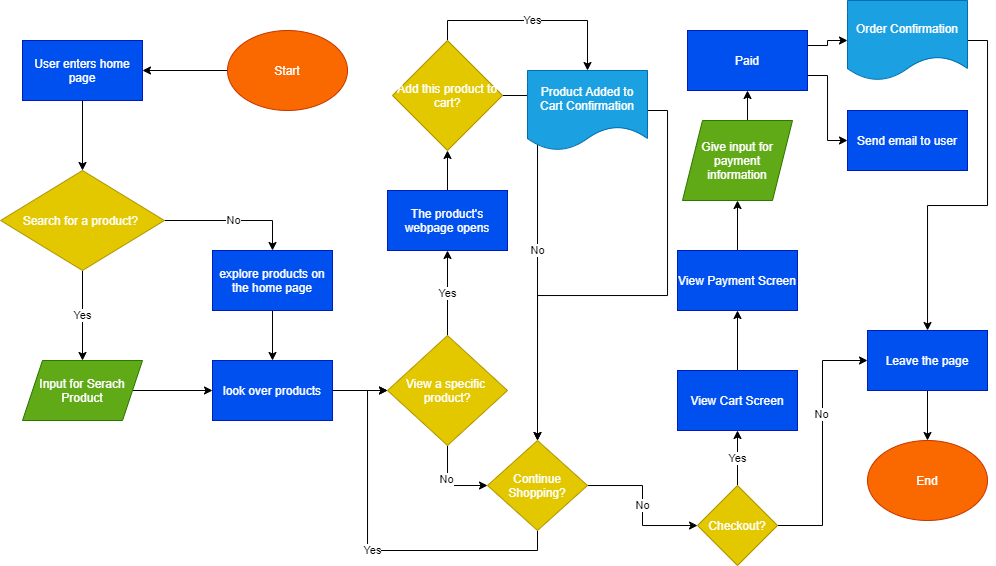 User enters home
page
Start
Search for a product?
No
explore products on
the home page
Yes
Input for Serach
Product
look over products
View a specific
product?
Yes
The product's
webpage opens
Add this product to
cart?
Yes
Product Added to
Cart Confirmation
No
No
Continue
Shopping?
Yes
No
Checkout?
Yes
No
View Cart Screen
View Payment Screen
Give input for
payment
information
Paid
Order Confirmation
Send email to user
Leave the page
End